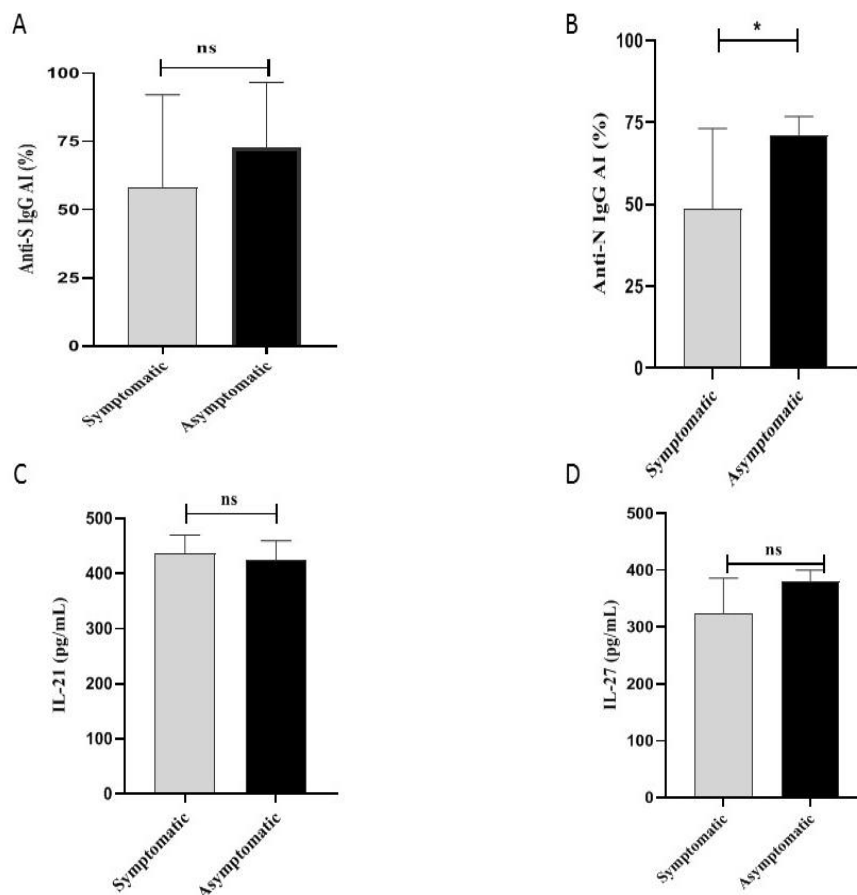 A
ns
100
75
50
25
0
Anti-S IgG AI (%)
Symptomatic
Asymptomatic
B
*
100
75
50
25
0
Anti-N IgG AI (%)
Symptomatic
Asymptomatic
C
ns
500
400
300
200
100
0
IL-21 (pg/mL)
Symptomatic
Asymptomatic
D
ns
500
400
300
200
100
0
IL-27 (pg/mL)
Symptomatic
Asymptomatic